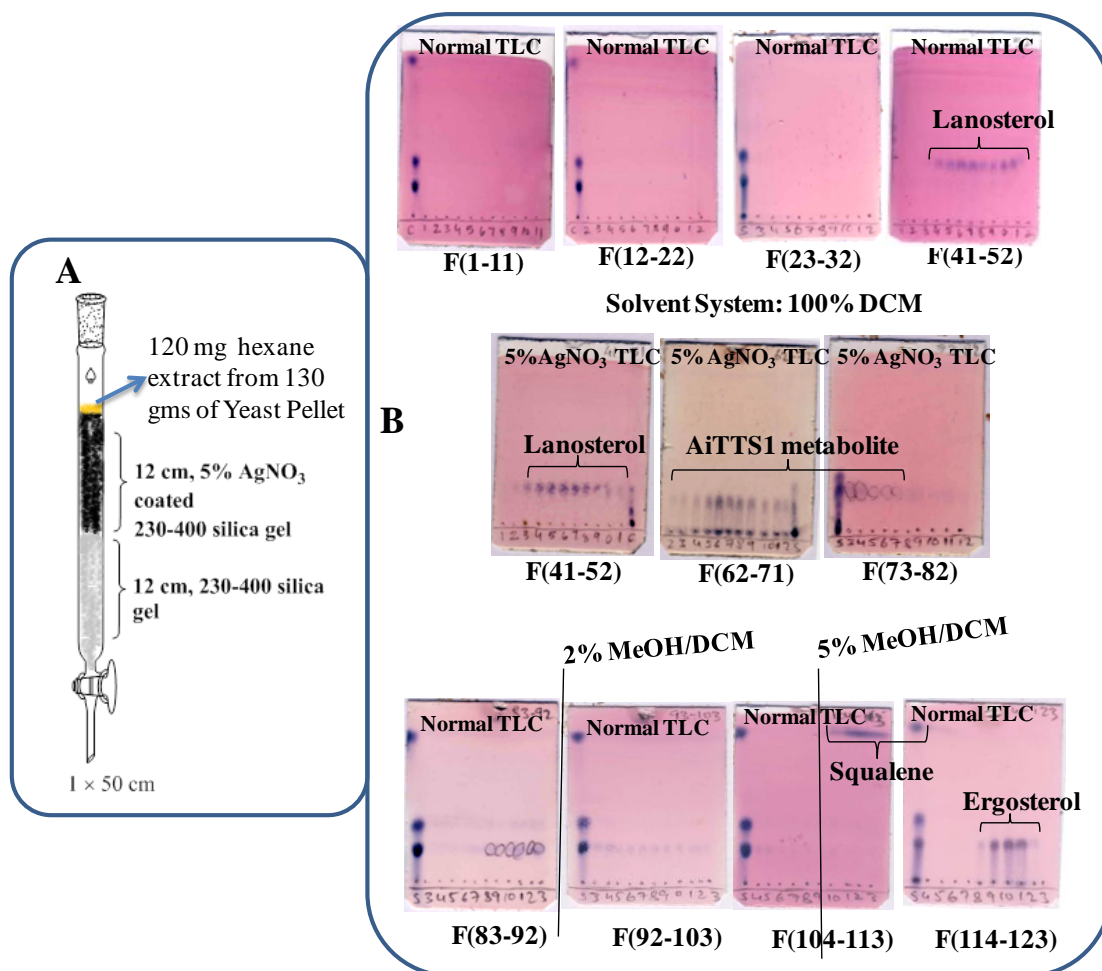 A
120 mg hexane
extract from 130
gms of Yeast Pellet
12 cm, 5% AgNO₃
coated
230-400 silica gel
12 cm, 230-400 silica
gel
1 × 50 cm
B
Normal TLC
Normal TLC
Normal TLC
Normal TLC
Lanosterol
F(1-11)
F(12-22)
F(23-32)
F(41-52)
Solvent System: 100% DCM
5%AgNO₃ TLC
5% AgNO₃ TLC
5% AgNO₃ TLC
Lanosterol
AiTTS1 metabolite
F(41-52)
F(62-71)
F(73-82)
2% MeOH/DCM
5% MeOH/DCM
83-92
93-103
Normal TLC
Normal TLC
Normal TLC
Normal TLC
Squalene
Ergosterol
F(83-92)
F(92-103)
F(104-113)
F(114-123)